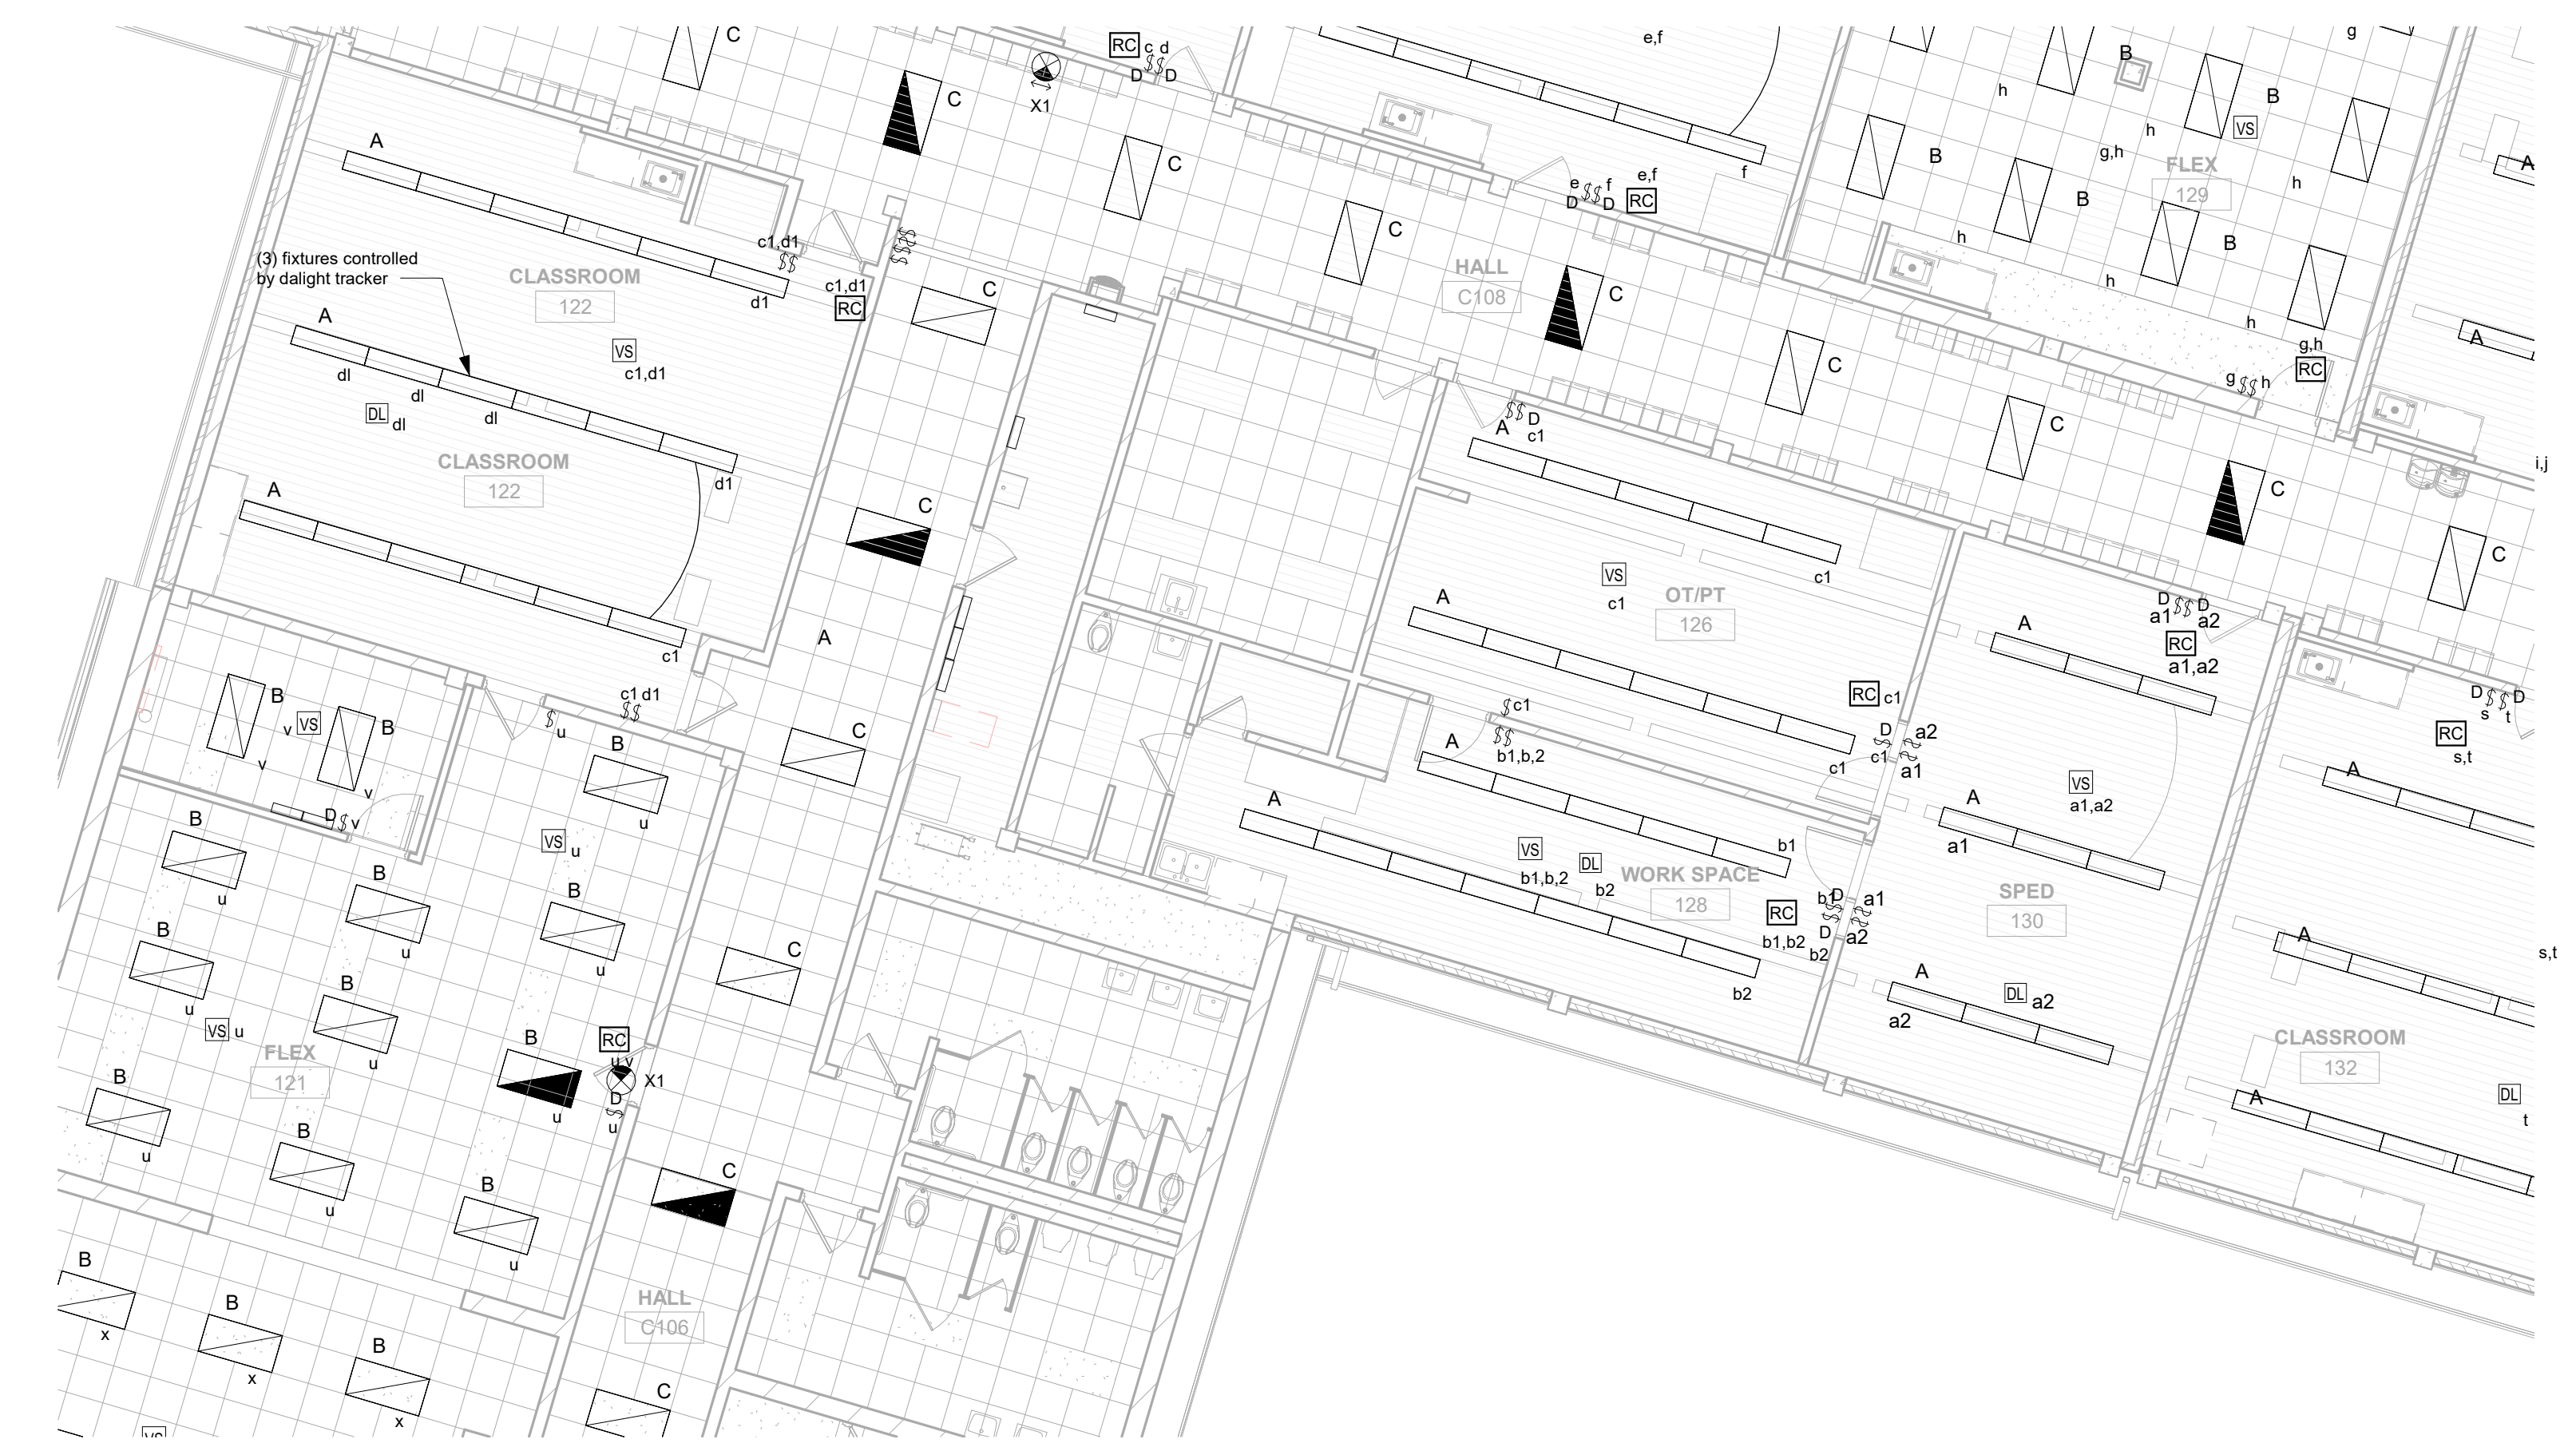 C
RC
c d
D D
X1
C
C
e,f
f
e f
D D
e,f
RC
B
B
h
g
VS
h
g,h
B
FLEX
129
h
B
B
h
h
h
g,h
RC
g h
A
A
i,j
A
(3) fixtures controlled
by dalight tracker
CLASSROOM
122
d1
c1,d1
c1,d1
RC
C
C
HALL
C108
C
C
C
C
C
A
dl
dl
dl
DL
dl
VS
c1,d1
CLASSROOM
122
d1
A
c1
C
A
C
C
A
D
c1
c1
VS
c1
OT/PT
126
A
RC c1
c1
D
c1
a2
a1
c1
b1,b,2
A
b1
A
VS
b1,b,2
DL
b2
WORK SPACE
128
RC
b1,b2
b1 D
D
b2
b2
a1
a2
D D
a1 a2
RC
a1,a2
A
VS
a1,a2
A
a1
SPED
130
A
DL a2
a2
D D
s t
RC
s,t
A
A
s,t
CLASSROOM
132
A
DL
t
B
v VS
B
v
v
D v
u
c1 d1
B
u
B
u
VS u
B
u
B
u
B
u
B
u
VS u
FLEX
121
B
u
RC
u v
X1
D
u
B
u
B
u
B
u
C
HALL
C106
C
B
x
B
x
B
x
VS